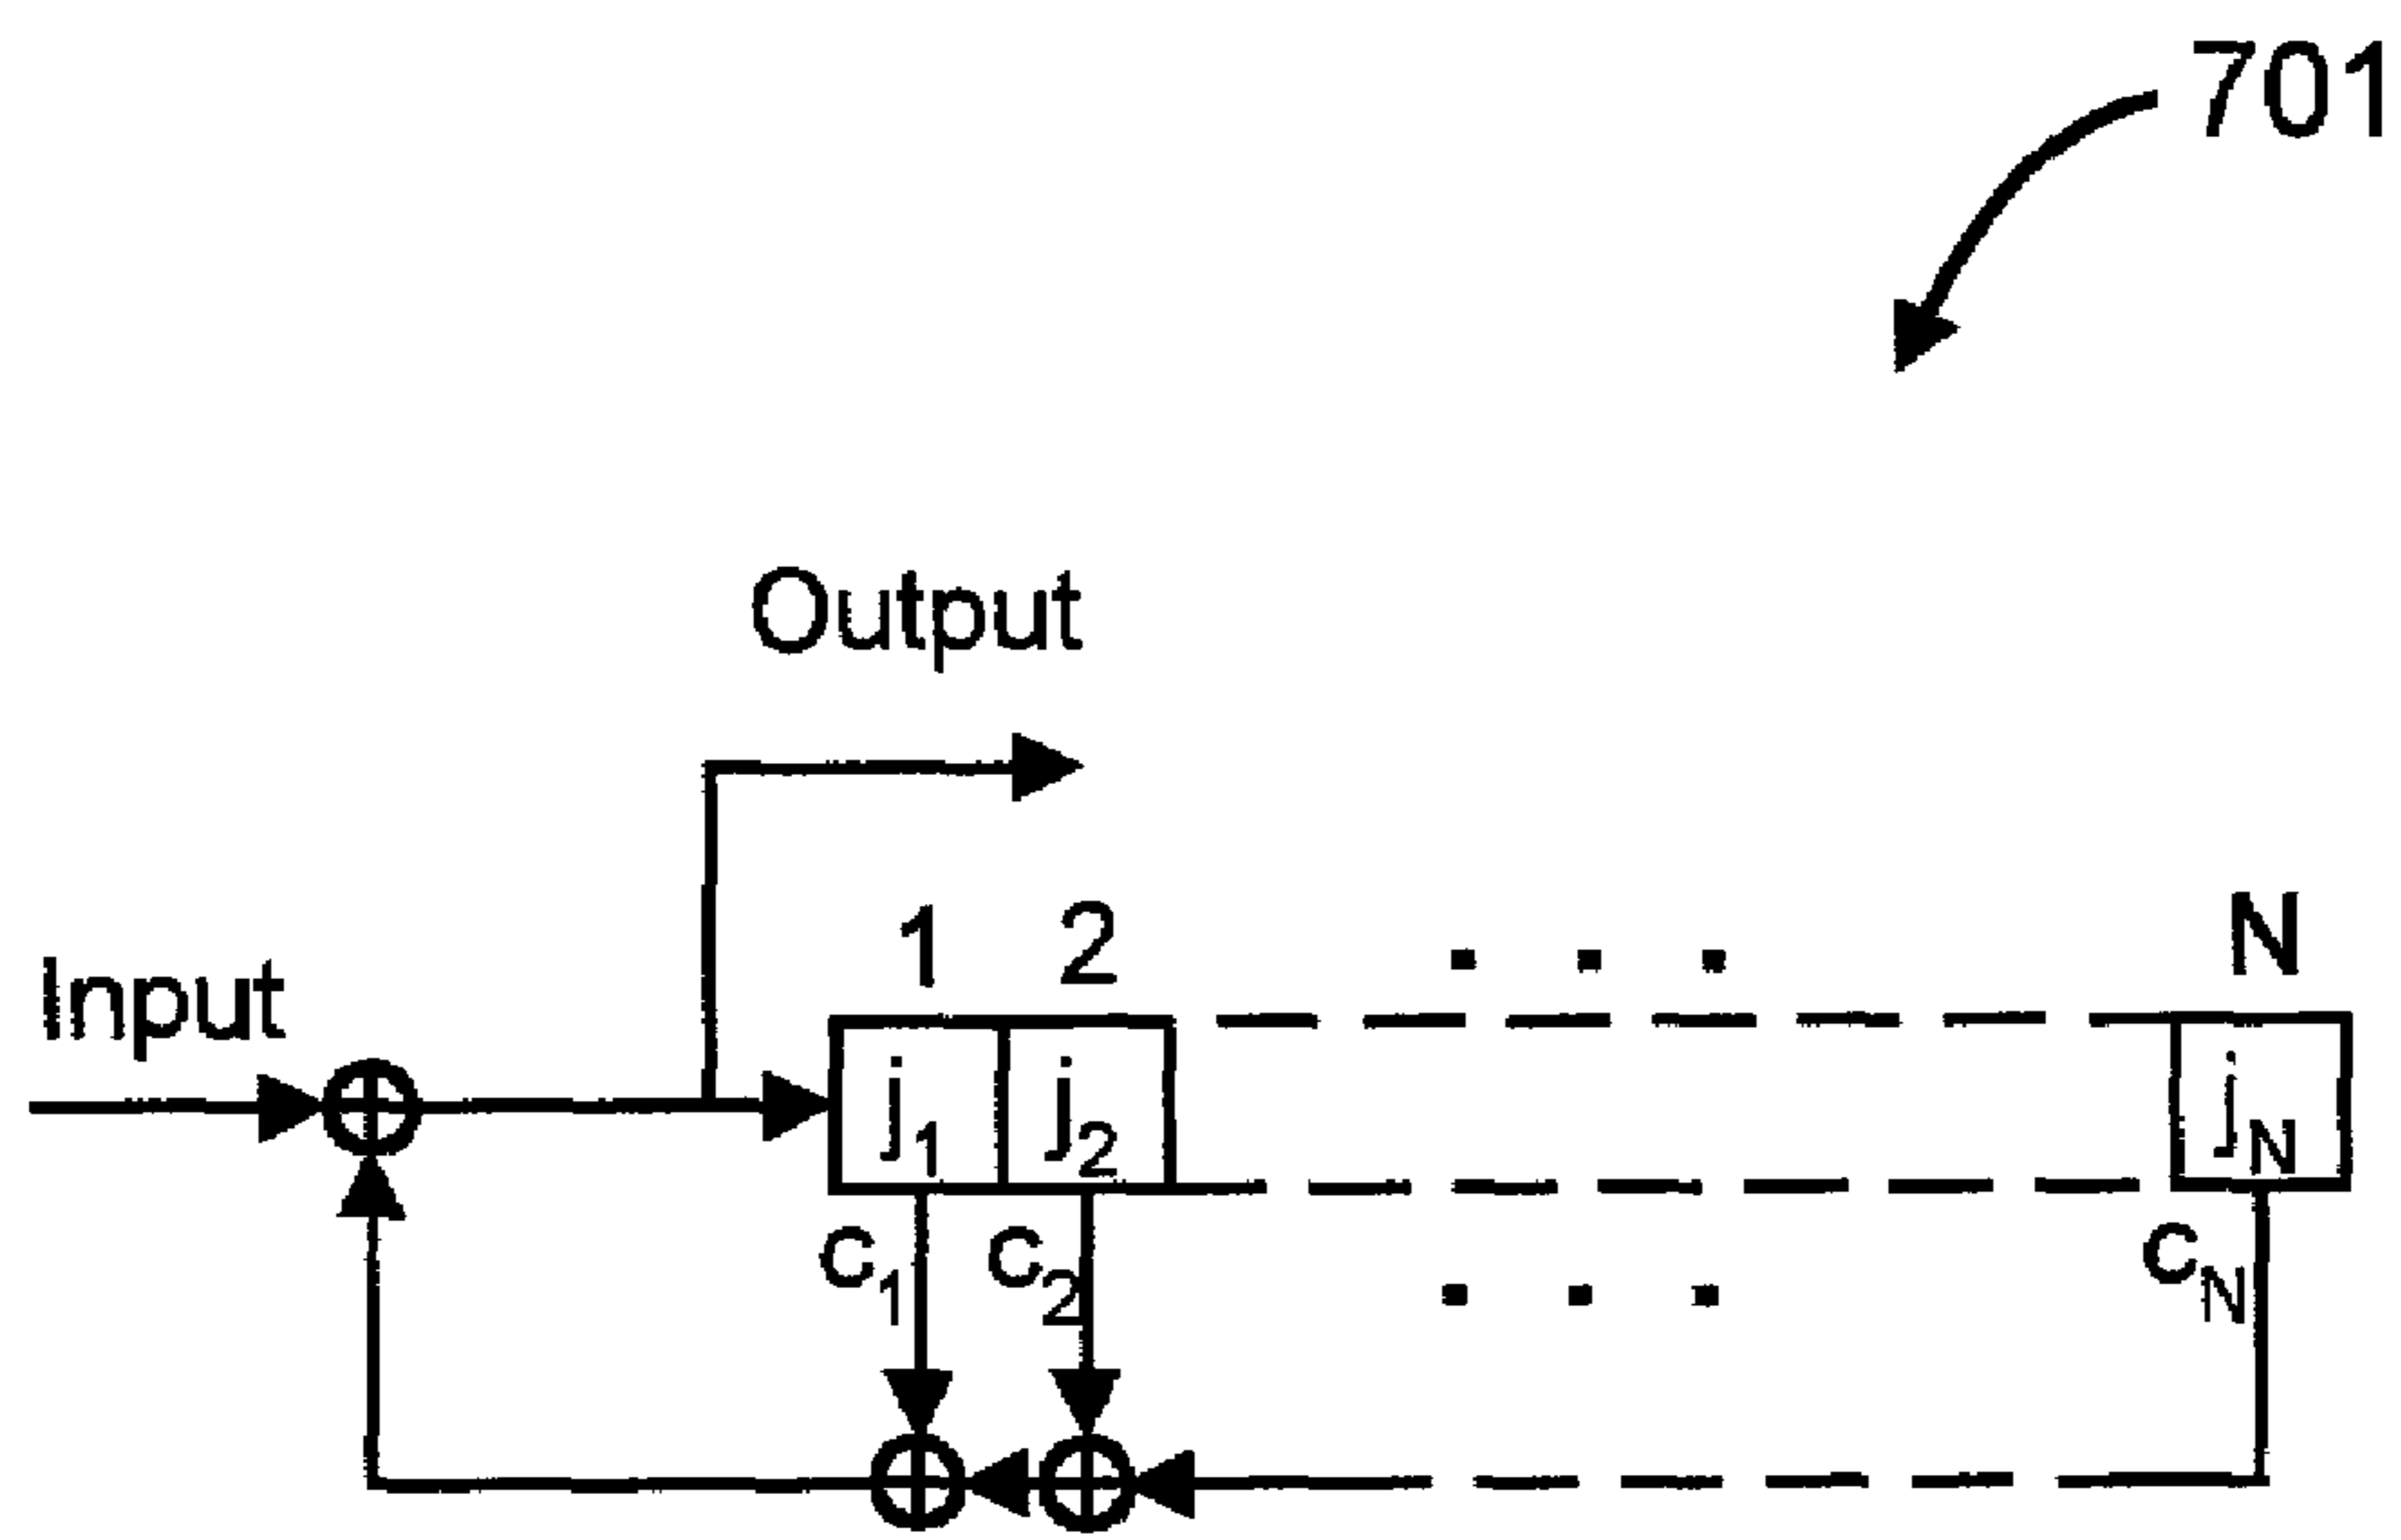 701
Output
Input
1 2 . . . N
j1 j2 jN
c1 c2 . . . cN